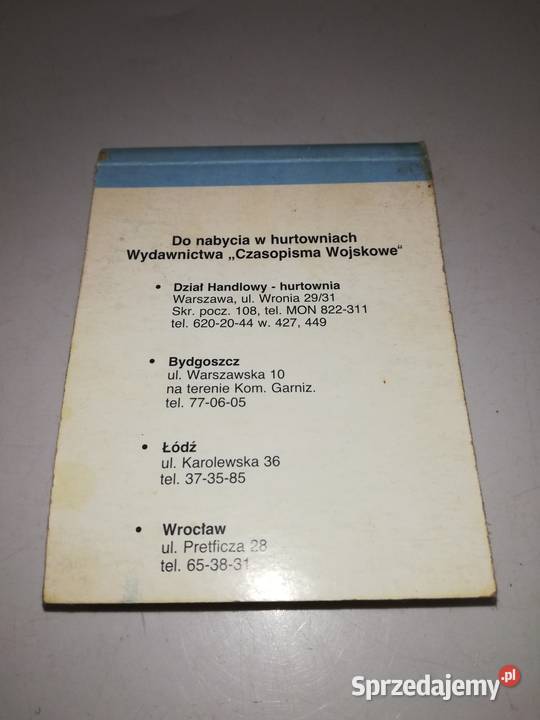 Do nabycia w hurtowniach
Wydawnictwa „Czasopisma Wojskowe"
• Dział Handlowy - hurtownia
Warszawa, ul. Wronia 29/31
Skr. pocz. 108, tel. MON 822-311
tel. 620-20-44 w. 427, 449
• Bydgoszcz
ul. Warszawska 10
na terenie Kom. Garniz.
tel. 77-06-05
• Łódź
ul. Karolewska 36
tel. 37-35-85
• Wrocław
ul. Pretficza 28
tel. 65-38-31
Sprzedajemy.pl